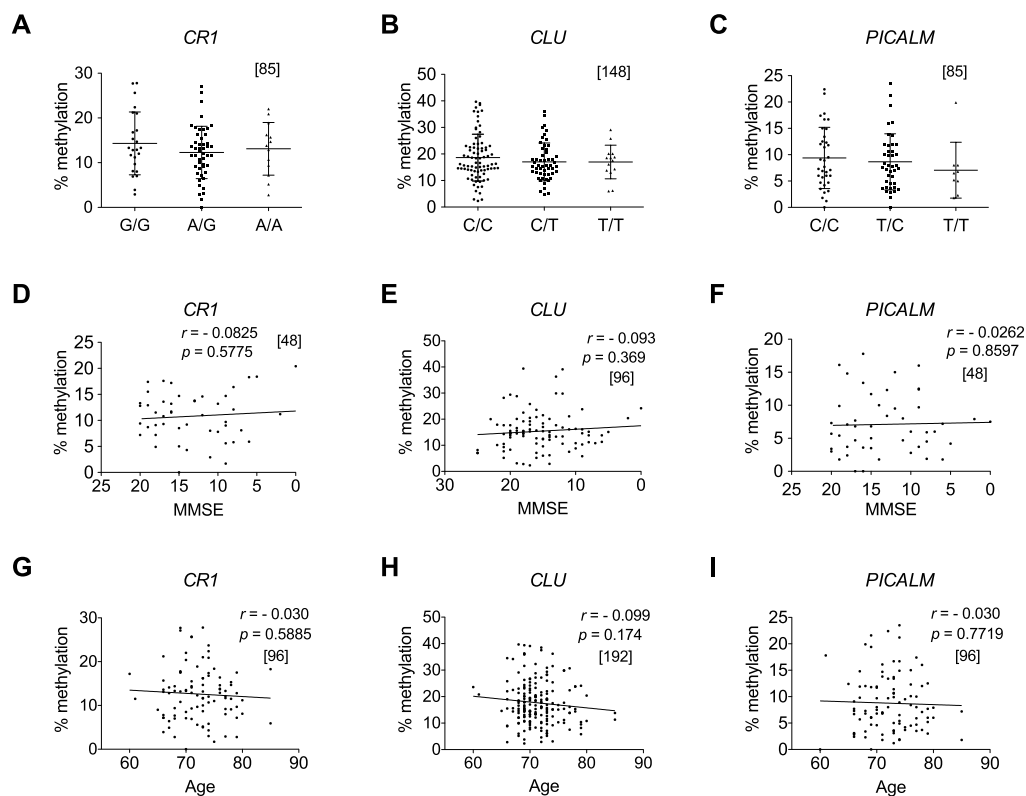 A
CR1
[85]
% methylation
30
20
10
0
G/G A/G A/A
B
CLU
[148]
% methylation
50
40
30
20
10
0
C/C C/T T/T
C
PICALM
[85]
% methylation
25
20
15
10
5
0
C/C T/C T/T
D
CR1
r = - 0.0825
p = 0.5775
[48]
% methylation
25
20
15
10
5
0
25 20 15 10 5 0
MMSE
E
CLU
r = - 0.093
p = 0.369
[96]
% methylation
50
40
30
20
10
0
30 20 10 0
MMSE
F
PICALM
r = - 0.0262
p = 0.8597
[48]
% methylation
20
15
10
5
0
25 20 15 10 5 0
MMSE
G
CR1
r = - 0.030
p = 0.5885
[96]
% methylation
30
20
10
0
60 70 80 90
Age
H
CLU
r = - 0.099
p = 0.174
[192]
% methylation
50
40
30
20
10
0
60 70 80 90
Age
I
PICALM
r = - 0.030
p = 0.7719
[96]
% methylation
25
20
15
10
5
0
60 70 80 90
Age